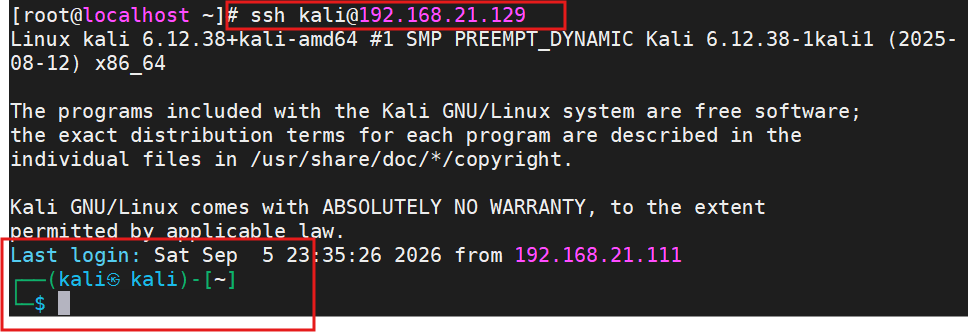 [root@localhost ~]# ssh kali@192.168.21.129
Linux kali 6.12.38+kali-amd64 #1 SMP PREEMPT_DYNAMIC Kali 6.12.38-1kali1 (2025-
08-12) x86_64
The programs included with the Kali GNU/Linux system are free software;
the exact distribution terms for each program are described in the
individual files in /usr/share/doc/*/copyright.
Kali GNU/Linux comes with ABSOLUTELY NO WARRANTY, to the extent
permitted by applicable law.
Last login: Sat Sep  5 23:35:26 2026 from 192.168.21.111
┌──(kali㉿ kali)-[~]
└─$